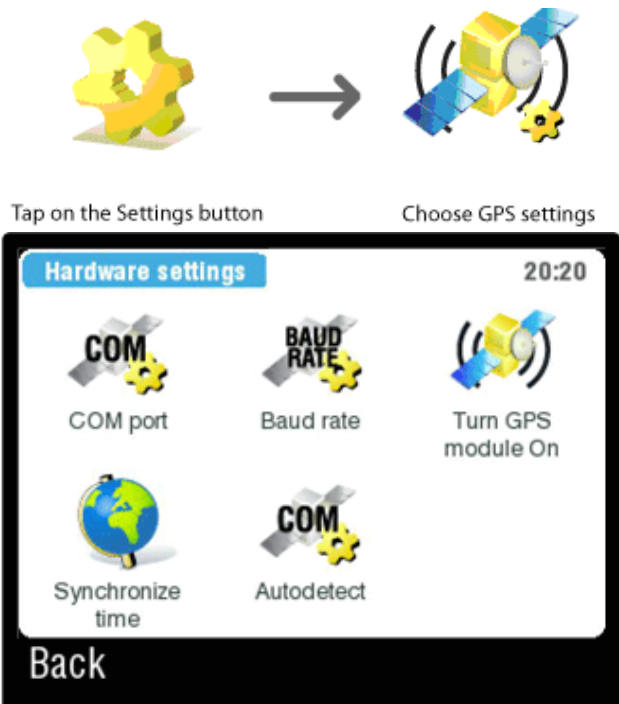 Tap on the Settings button
Choose GPS settings
Hardware settings
20:20
COM
BAUD
RATE
COM port
Baud rate
Turn GPS
module On
COM
Synchronize
time
Autodetect
Back